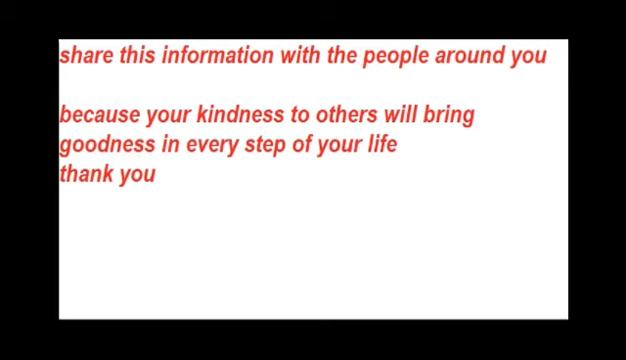 share this information with the people around you
because your kindness to others will bring
goodness in every step of your life
thank you